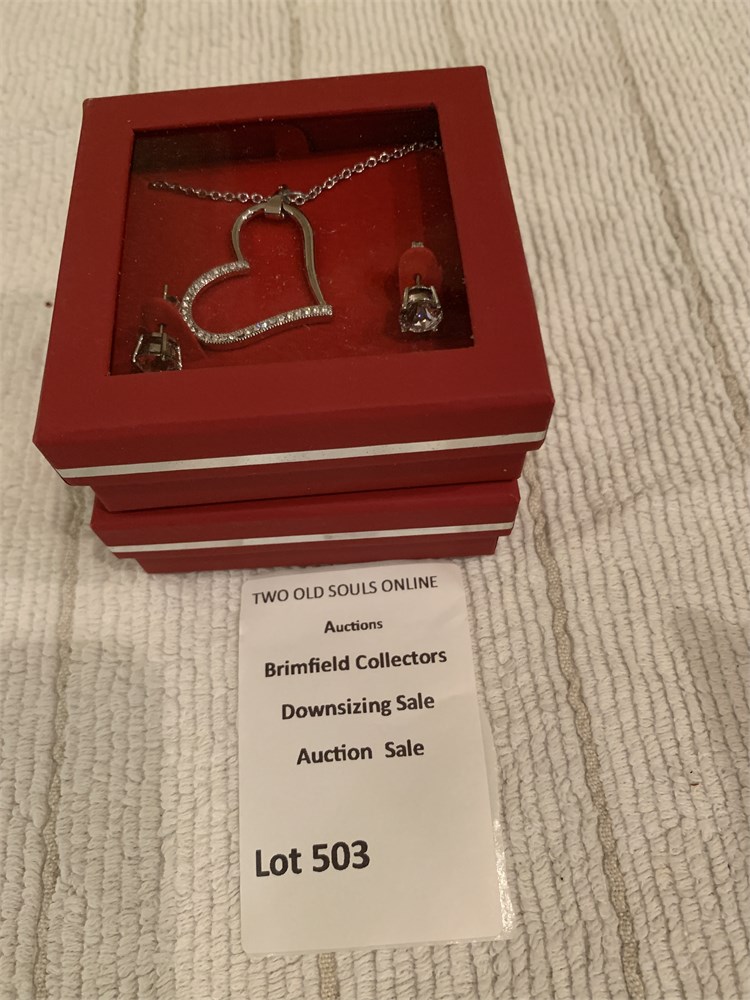 TWO OLD SOULS ONLINE
Auctions
Brimfield Collectors
Downsizing Sale
Auction Sale
Lot 503